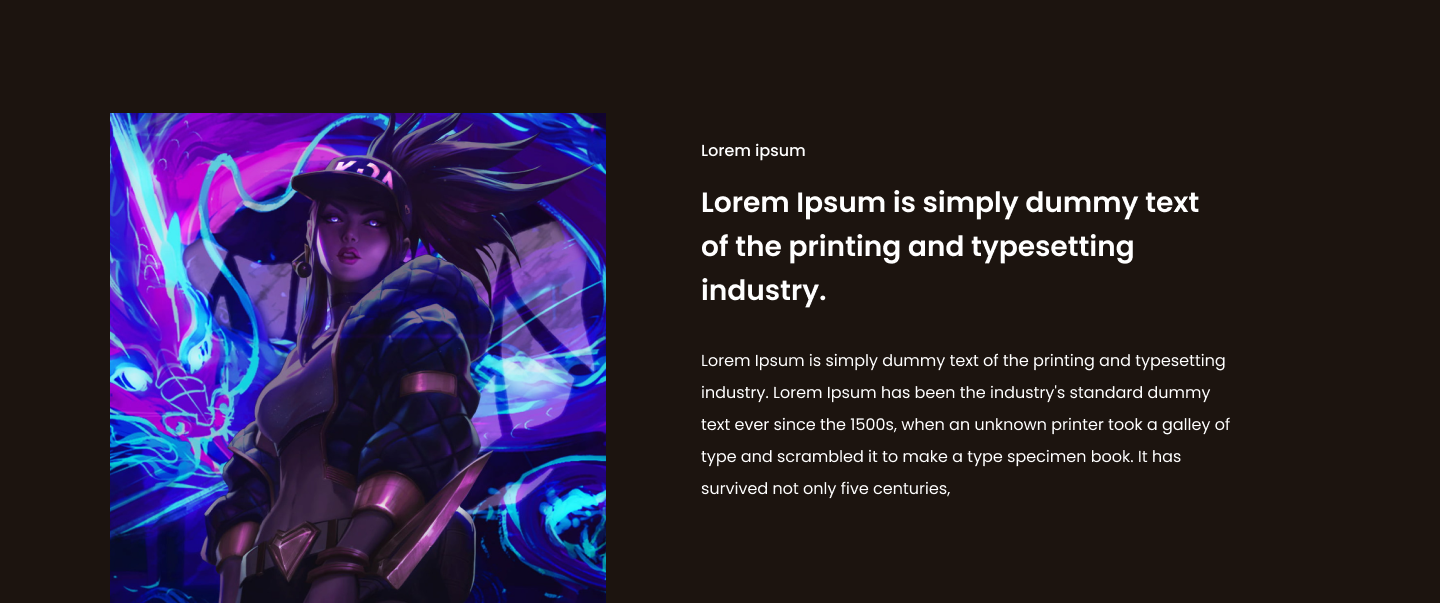 K/DA
Lorem ipsum
Lorem Ipsum is simply dummy text
of the printing and typesetting
industry.
Lorem Ipsum is simply dummy text of the printing and typesetting
industry. Lorem Ipsum has been the industry's standard dummy
text ever since the 1500s, when an unknown printer took a galley of
type and scrambled it to make a type specimen book. It has
survived not only five centuries,